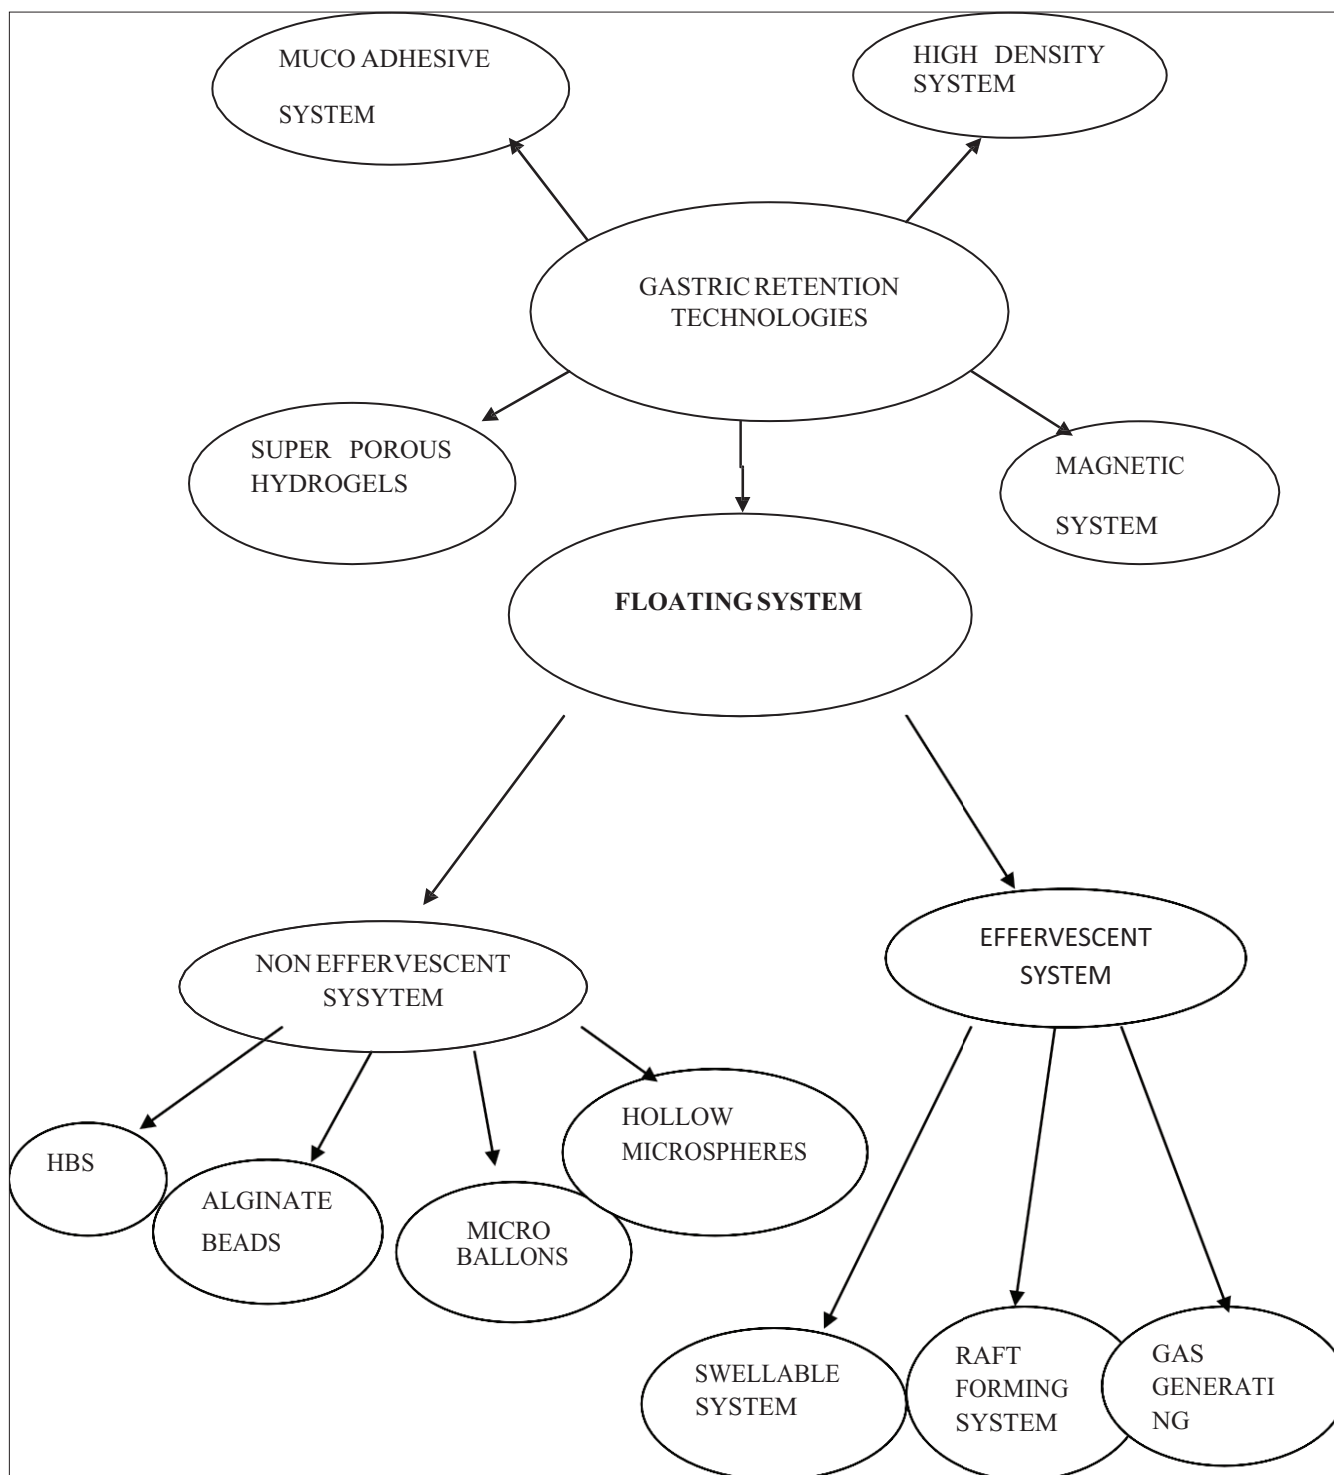 MUCO ADHESIVE
SYSTEM
HIGH DENSITY
SYSTEM
GASTRIC RETENTION
TECHNOLOGIES
SUPER POROUS
HYDROGELS
MAGNETIC
SYSTEM
FLOATING SYSTEM
NON EFFERVESCENT
SYSYTEM
EFFERVESCENT
SYSTEM
HBS
ALGINATE
BEADS
MICRO
BALLONS
HOLLOW
MICROSPHERES
SWELLABLE
SYSTEM
RAFT
FORMING
SYSTEM
GAS
GENERATI
NG